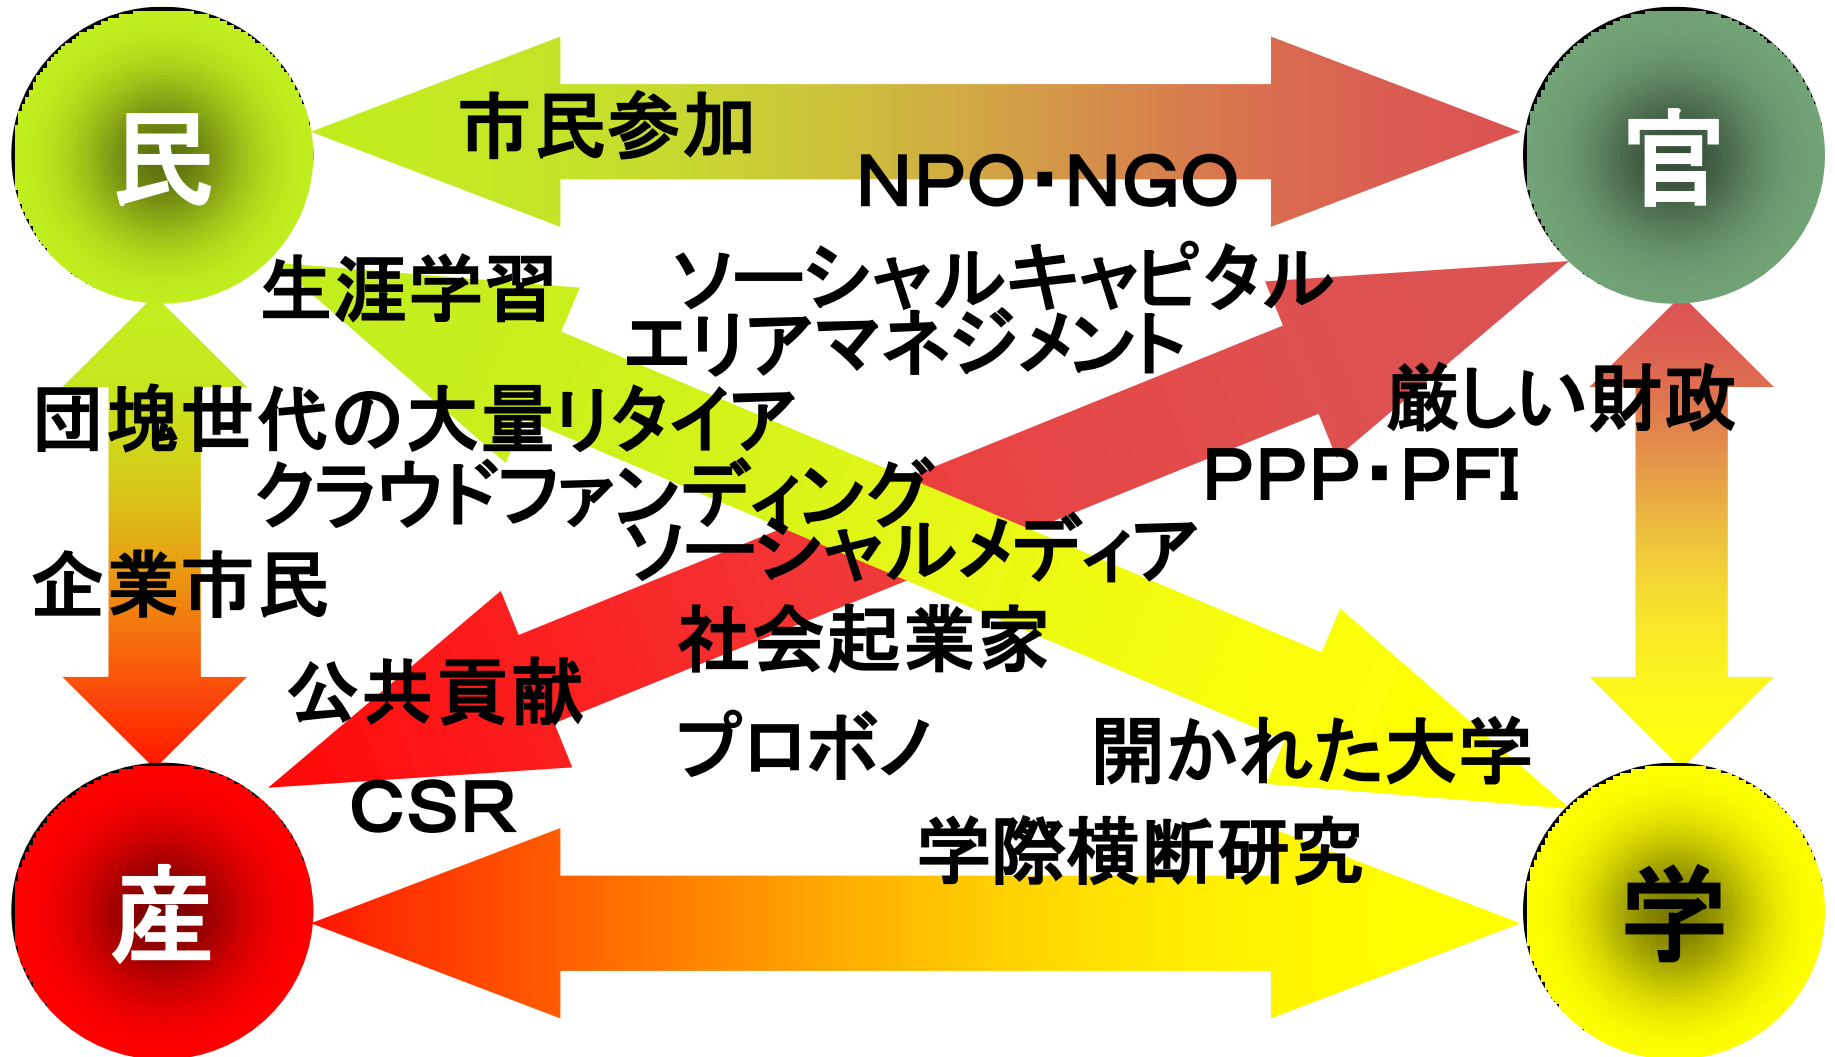 民
官
市民参加
NPO・NGO
生涯学習
ソーシャルキャピタル
エリアマネジメント
団塊世代の大量リタイア
厳しい財政
クラウドファンディング
PPP・PFI
ソーシャルメディア
企業市民
社会起業家
公共貢献
プロボノ
開かれた大学
CSR
学際横断研究
産
学